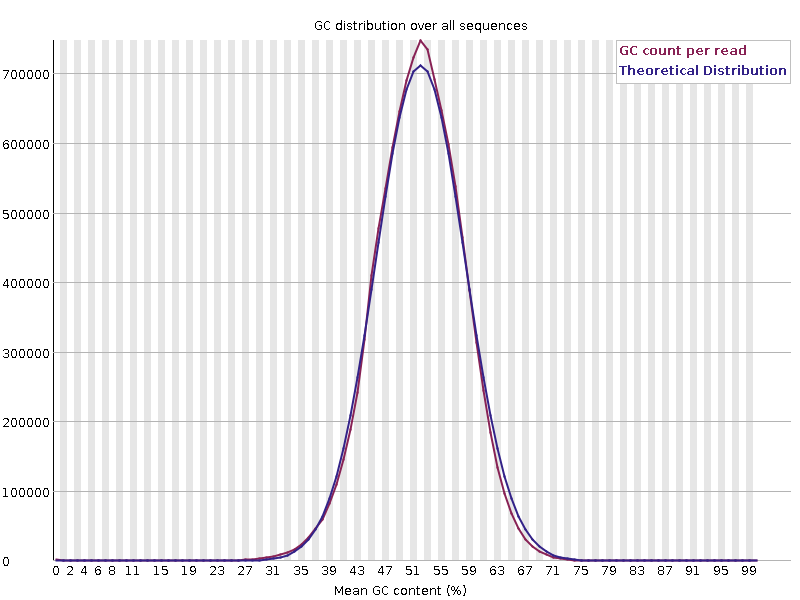 GC distribution over all sequences
GC count per read
Theoretical Distribution
700000
600000
500000
400000
300000
200000
100000
0
0 2 4 6 8 11 15 19 23 27 31 35 39 43 47 51 55 59 63 67 71 75 79 83 87 91 95 99
Mean GC content (%)